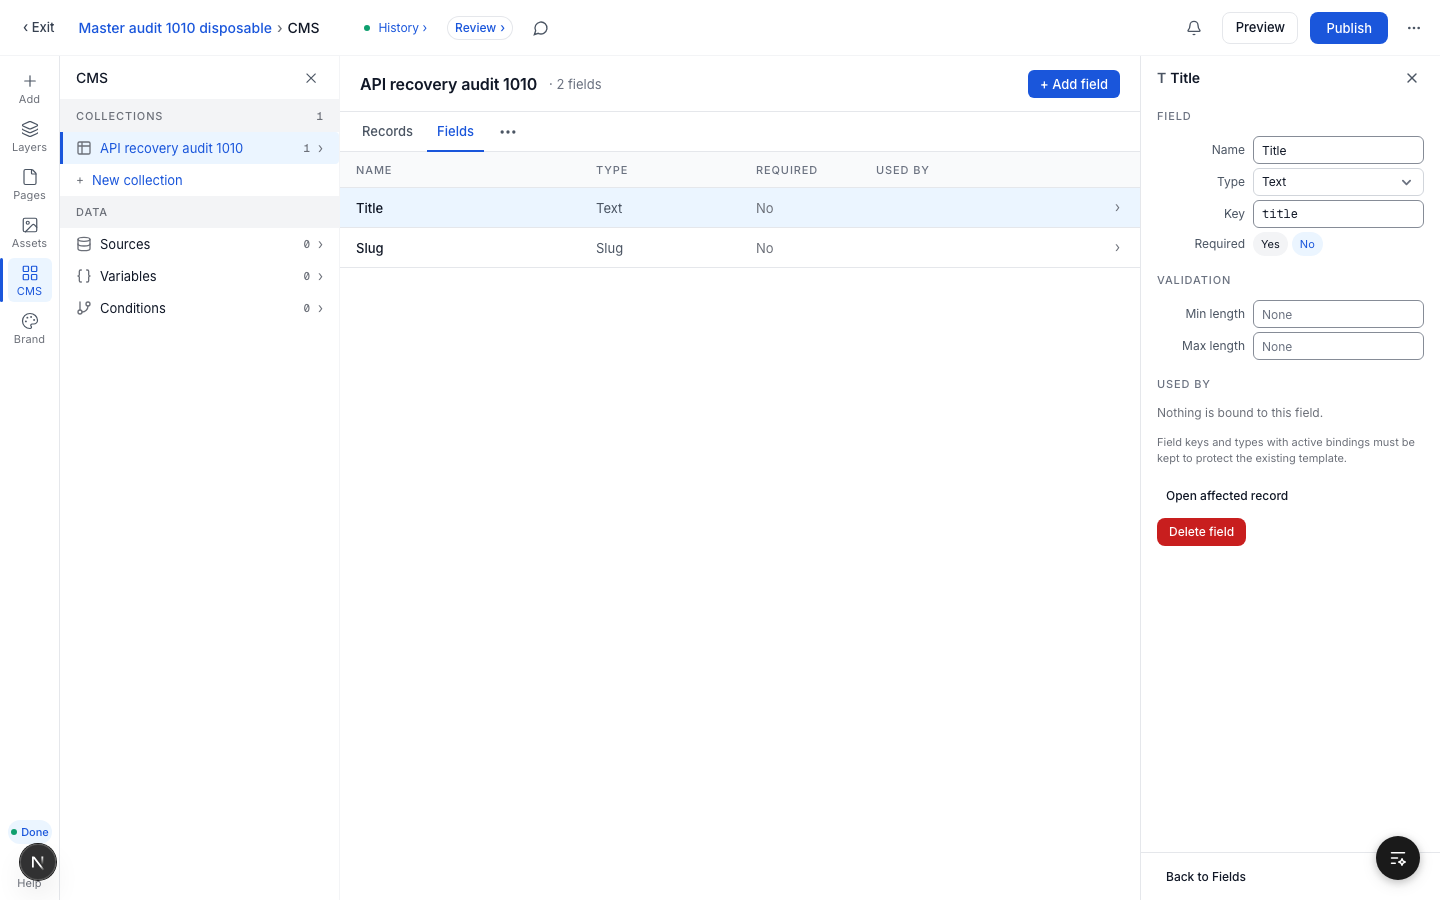 ‹ Exit
Master audit 1010 disposable › CMS
History ›
Review ›
Preview
Publish
Add
Layers
Pages
Assets
CMS
Brand
Done
N
Help
CMS
COLLECTIONS 1
API recovery audit 1010 1 ›
+ New collection
DATA
Sources 0 ›
Variables 0 ›
Conditions 0 ›
API recovery audit 1010 · 2 fields
+ Add field
Records Fields
NAME TYPE REQUIRED USED BY
Title Text No ›
Slug Slug No ›
T Title
FIELD
Name Title
Type Text
Key title
Required Yes No
VALIDATION
Min length None
Max length None
USED BY
Nothing is bound to this field.
Field keys and types with active bindings must be
kept to protect the existing template.
Open affected record
Delete field
Back to Fields